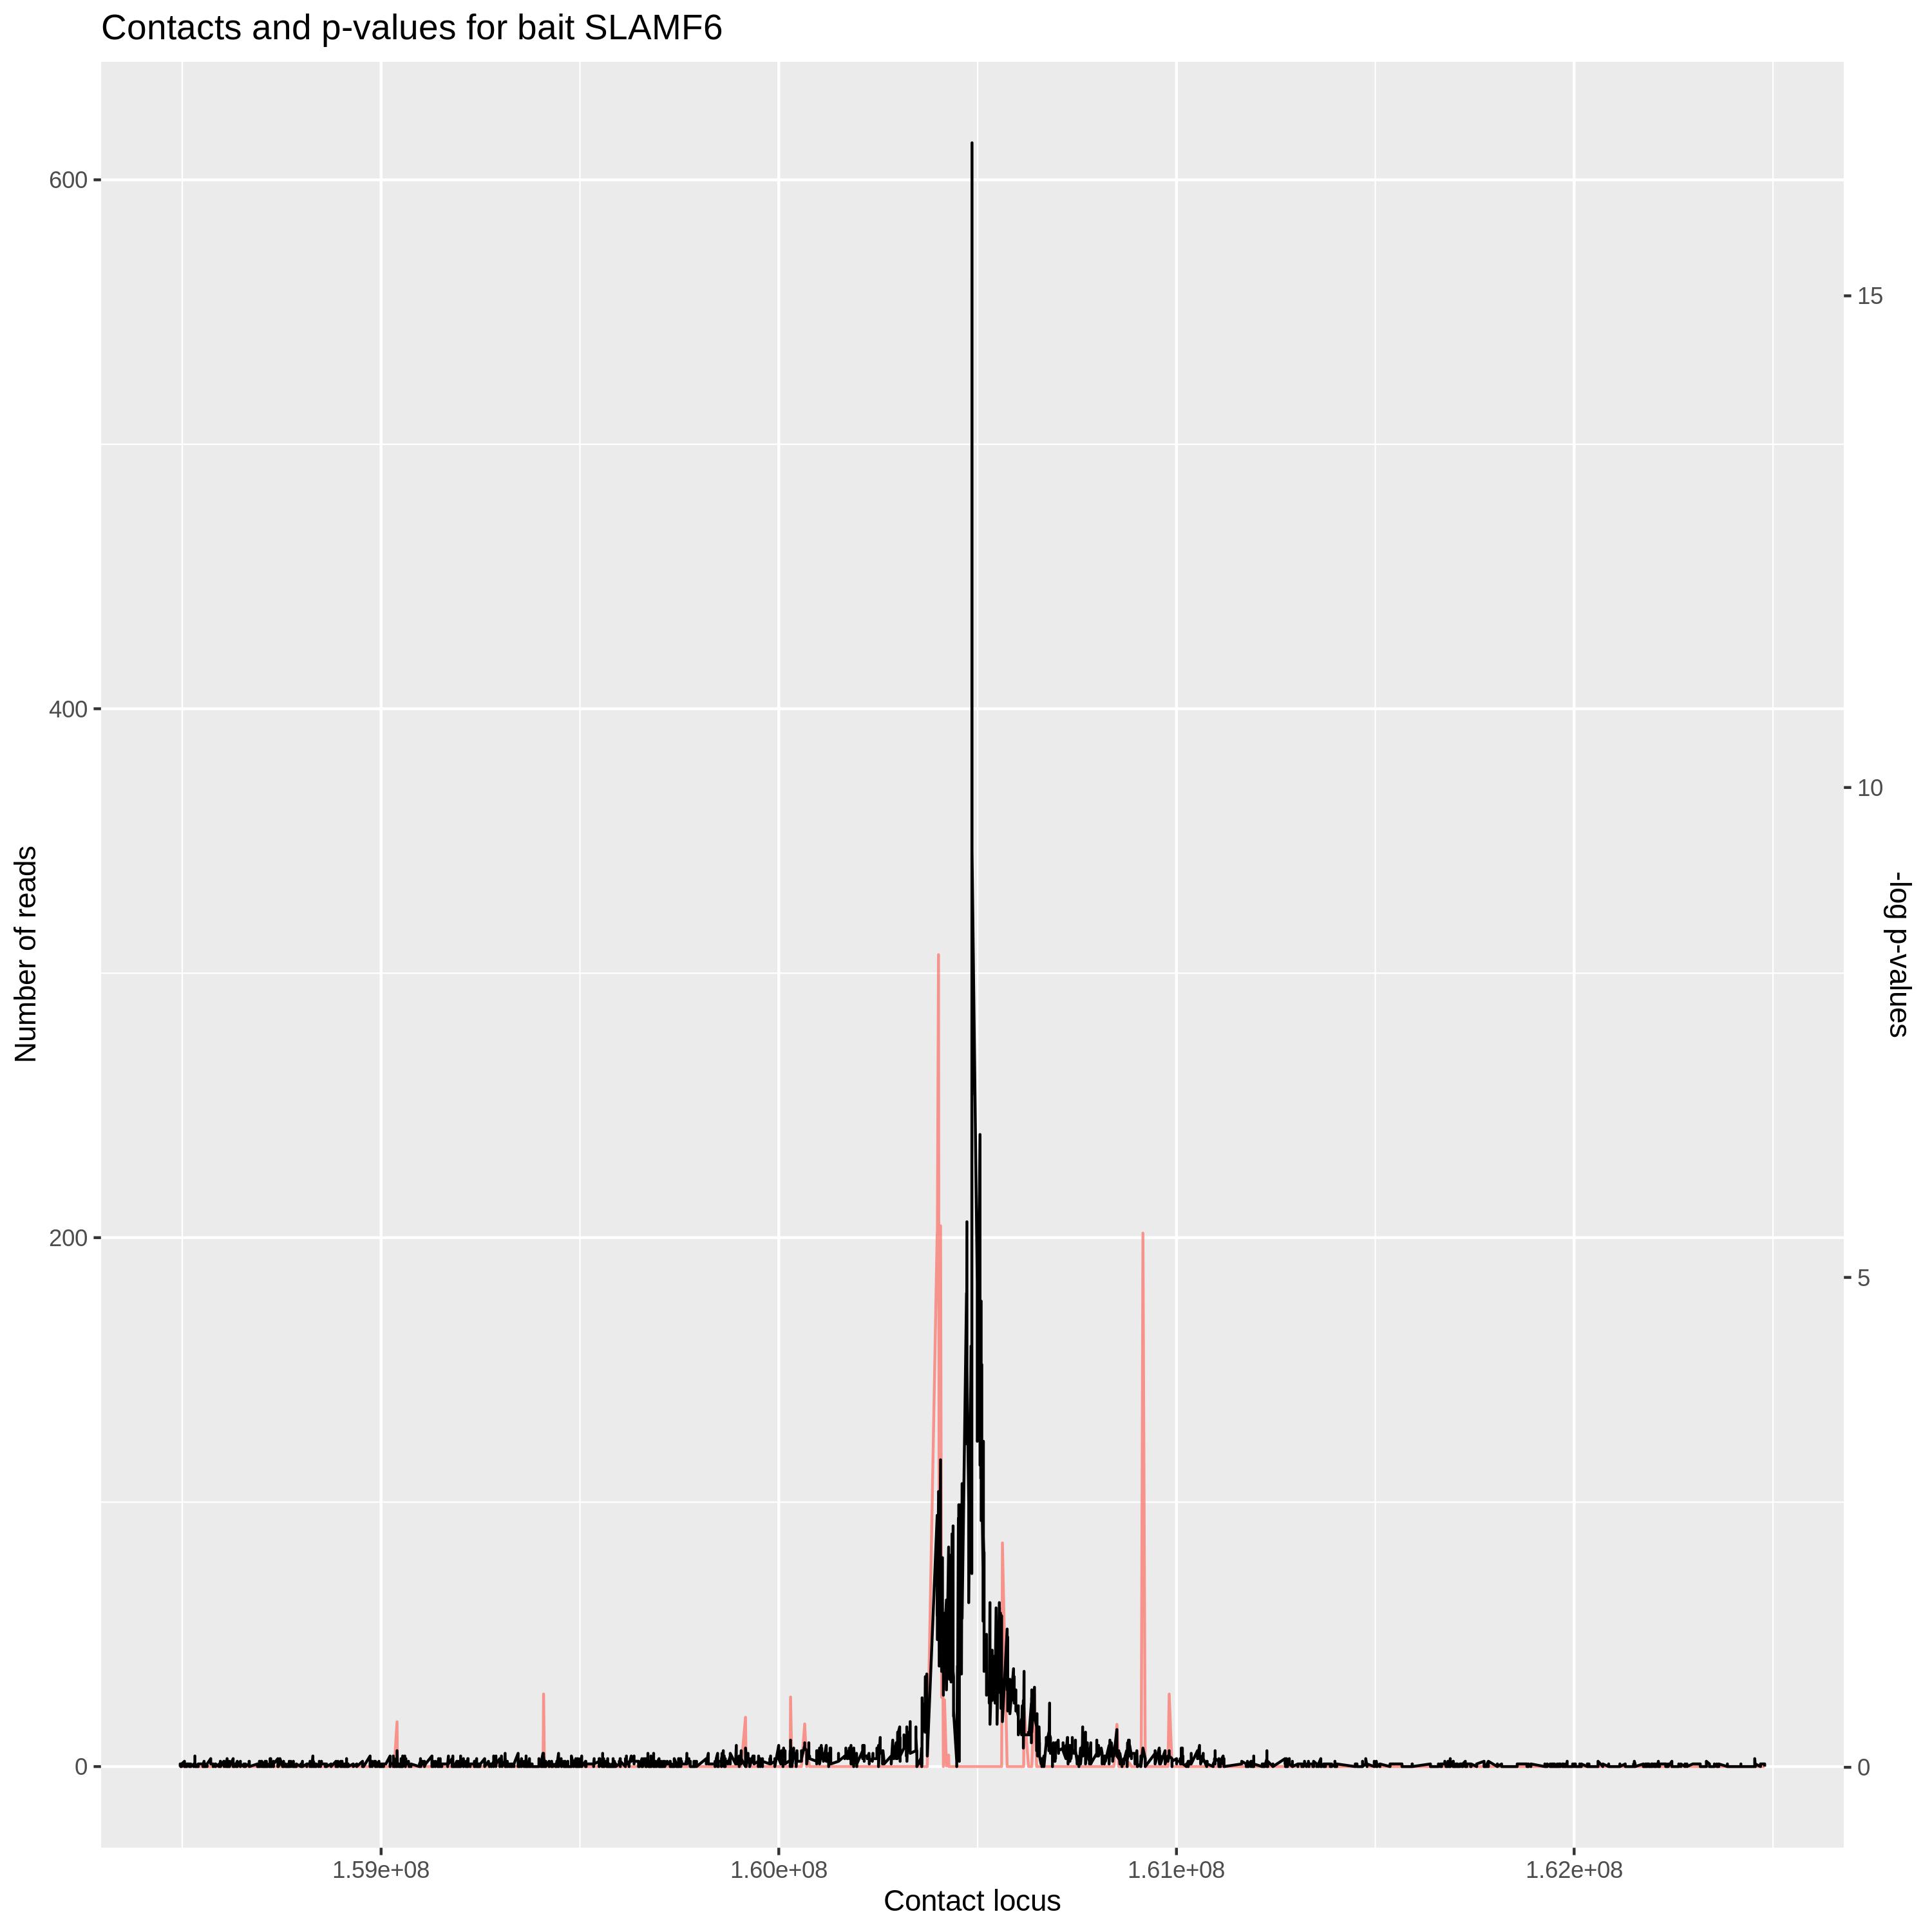 Contacts and p-values for bait SLAMF6
600
400
200
0
Number of reads
15
10
5
0
-log p-values
1.59e+08
1.60e+08
1.61e+08
1.62e+08
Contact locus